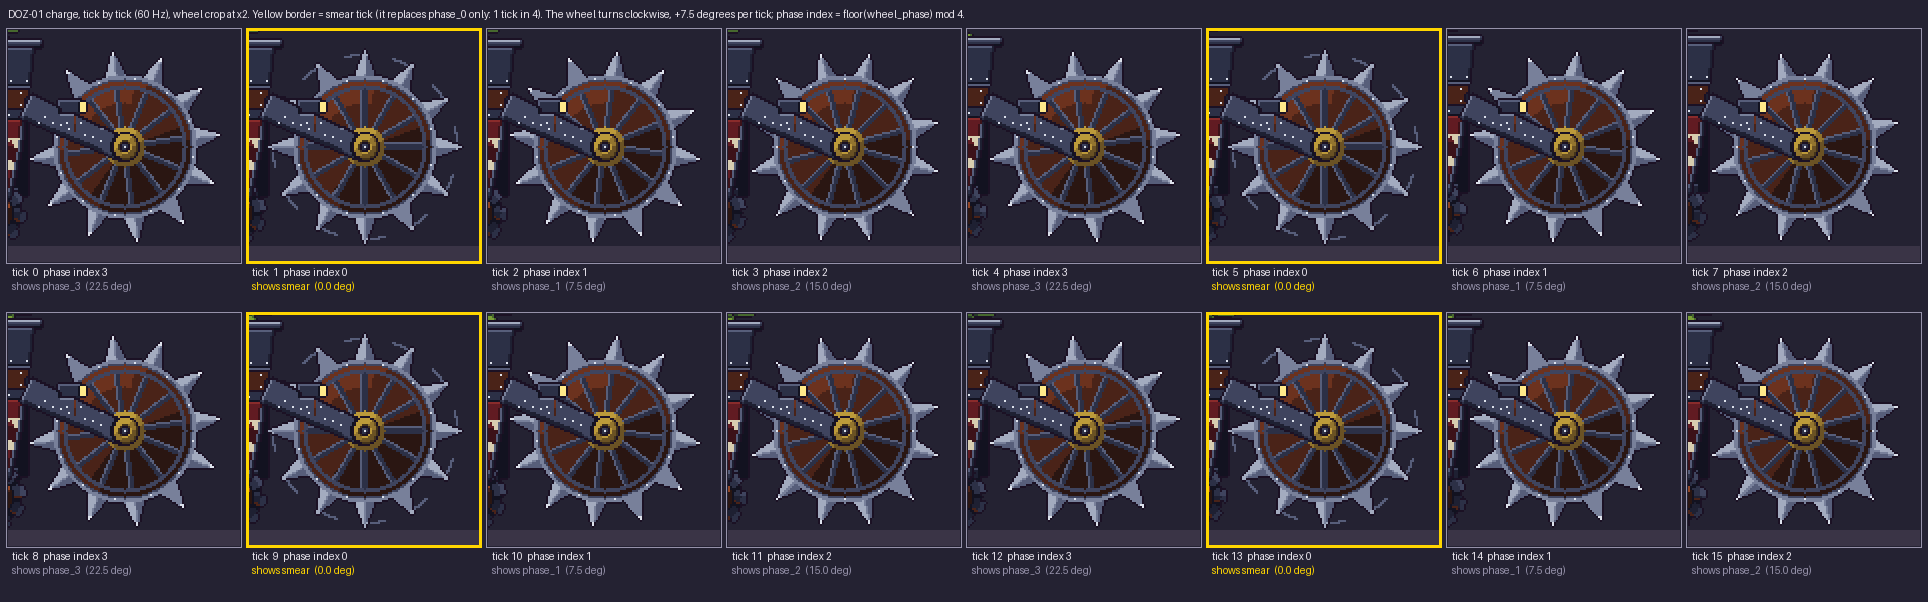 DOZ-01 charge, tick by tick (60 Hz), wheel crop at x2. Yellow border = smear tick (it replaces phase_0 only: 1 tick in 4). The wheel turns clockwise, +7.5 degrees per tick; phase index = floor(wheel_phase) mod 4.
tick 0 phase index 3
shows phase_3 (22.5 deg)
tick 1 phase index 0
shows smear (0.0 deg)
tick 2 phase index 1
shows phase_1 (7.5 deg)
tick 3 phase index 2
shows phase_2 (15.0 deg)
tick 4 phase index 3
shows phase_3 (22.5 deg)
tick 5 phase index 0
shows smear (0.0 deg)
tick 6 phase index 1
shows phase_1 (7.5 deg)
tick 7 phase index 2
shows phase_2 (15.0 deg)
tick 8 phase index 3
shows phase_3 (22.5 deg)
tick 9 phase index 0
shows smear (0.0 deg)
tick 10 phase index 1
shows phase_1 (7.5 deg)
tick 11 phase index 2
shows phase_2 (15.0 deg)
tick 12 phase index 3
shows phase_3 (22.5 deg)
tick 13 phase index 0
shows smear (0.0 deg)
tick 14 phase index 1
shows phase_1 (7.5 deg)
tick 15 phase index 2
shows phase_2 (15.0 deg)